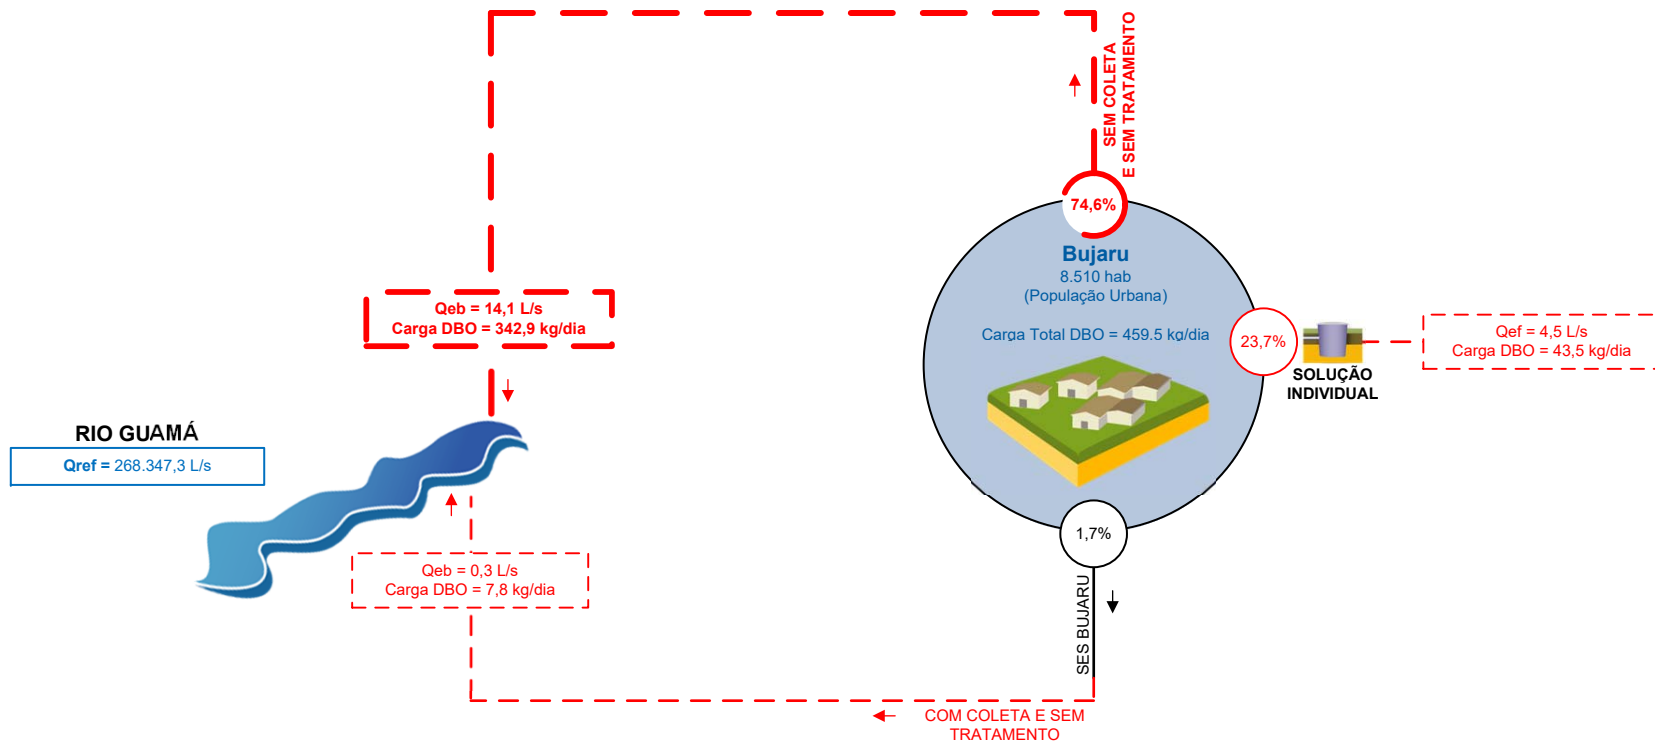 SEM COLETA
E SEM TRATAMENTO
74,6%
Bujaru
8.510 hab
(População Urbana)
Carga Total DBO = 459.5 kg/dia
Qeb = 14,1 L/s
Carga DBO = 342,9 kg/dia
23,7%
SOLUÇÃO
INDIVIDUAL
Qef = 4,5 L/s
Carga DBO = 43,5 kg/dia
RIO GUAMÁ
Qref = 268.347,3 L/s
1,7%
Qeb = 0,3 L/s
Carga DBO = 7,8 kg/dia
SES BUJARU
COM COLETA E SEM
TRATAMENTO